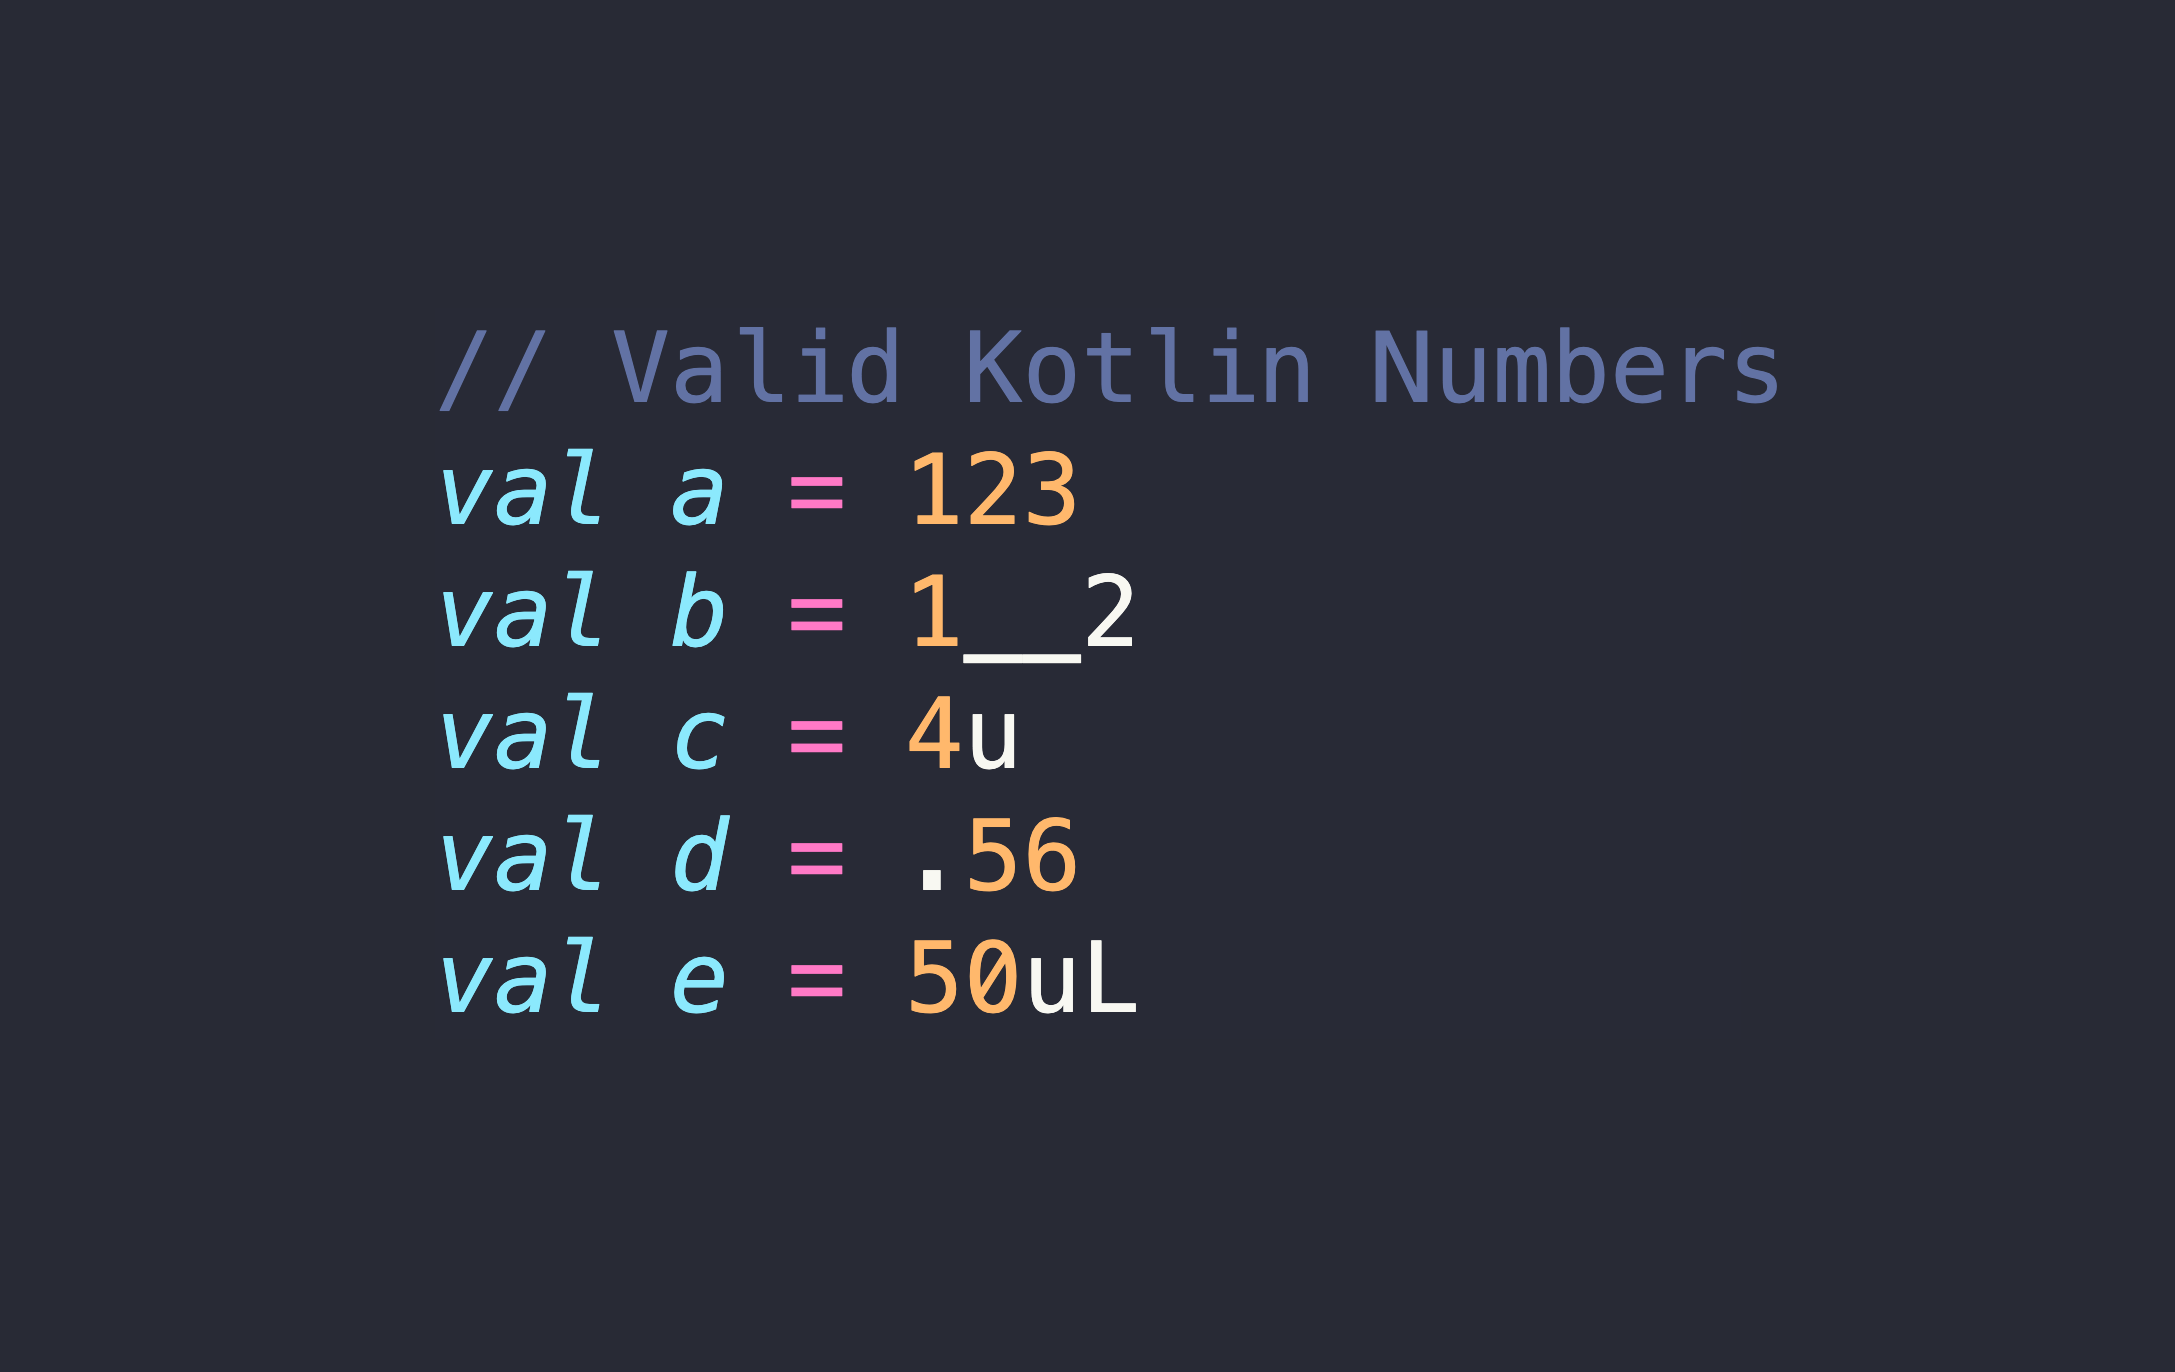 // Valid Kotlin Numbers
val a = 123
val b = 1__2
val c = 4u
val d = .56
val e = 50uL